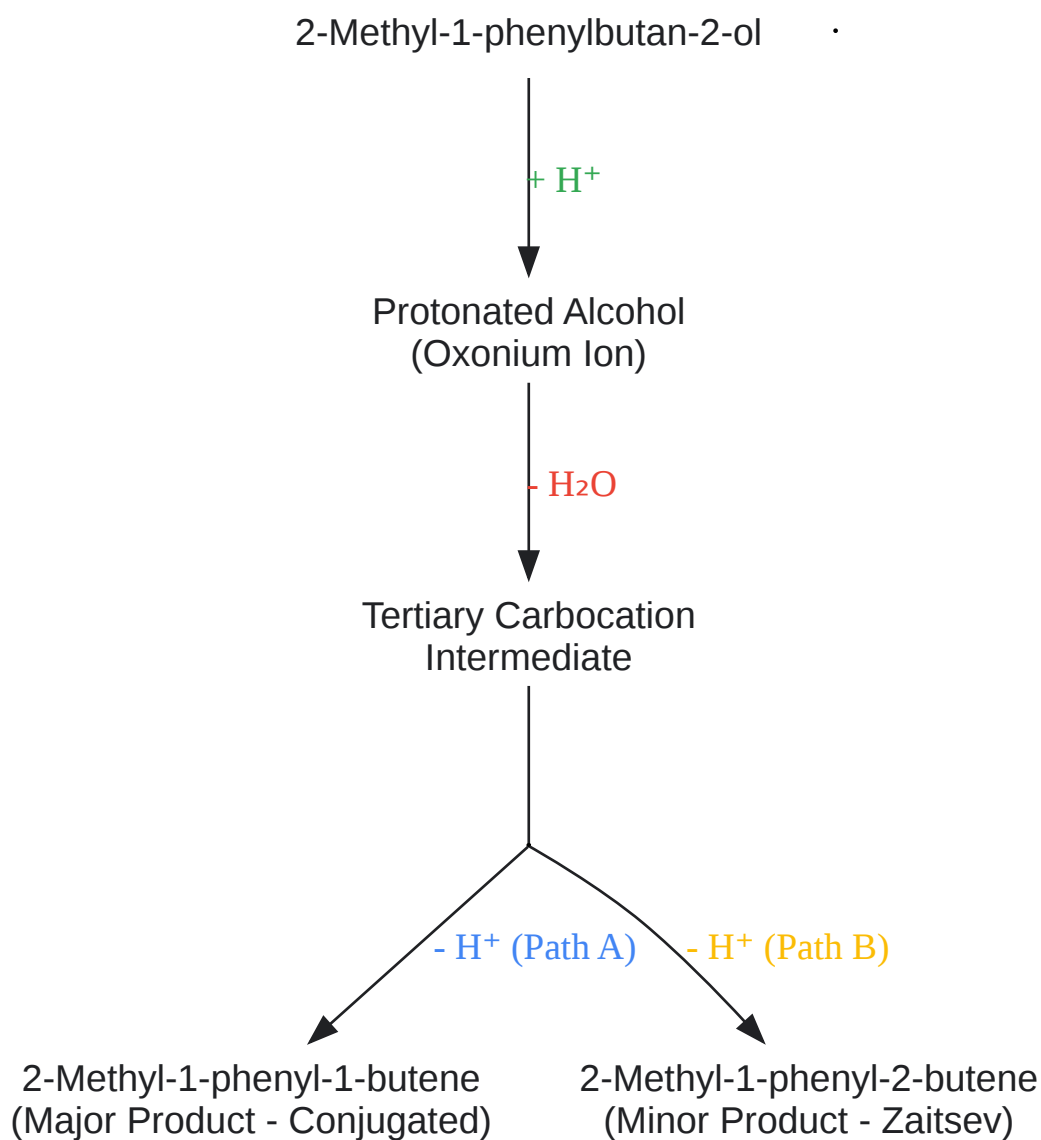 2-Methyl-1-phenylbutan-2-ol
+ H⁺
Protonated Alcohol
(Oxonium Ion)
- H₂O
Tertiary Carbocation
Intermediate
- H⁺ (Path A)
- H⁺ (Path B)
2-Methyl-1-phenyl-1-butene
(Major Product - Conjugated)
2-Methyl-1-phenyl-2-butene
(Minor Product - Zaitsev)